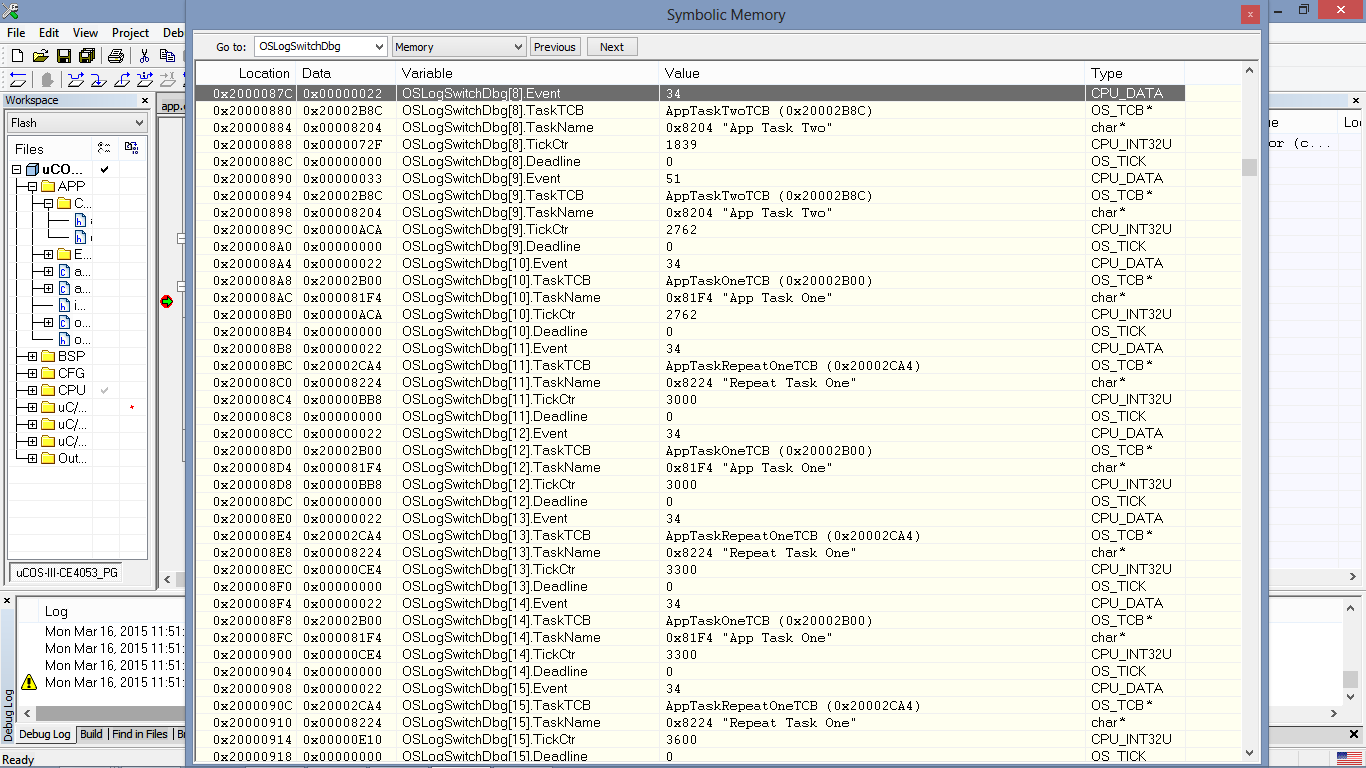 Symbolic Memory
File Edit View Project Deb
Go to: OSLogSwitchDbg Memory Previous Next
Workspace
Flash
Files
uCO...
APP
C...
E...
a...
a...
i...
o...
o...
BSP
CFG
CPU
uC/...
uC/...
uC/...
Out...
uCOS-III-CE4053_PG
app.c
Location Data Variable Value Type
0x2000087C 0x00000022 OSLogSwitchDbg[8].Event 34 CPU_DATA
0x20000880 0x20002B8C OSLogSwitchDbg[8].TaskTCB AppTaskTwoTCB (0x20002B8C) OS_TCB*
0x20000884 0x00008204 OSLogSwitchDbg[8].TaskName 0x8204 "App Task Two" char*
0x20000888 0x0000072F OSLogSwitchDbg[8].TickCtr 1839 CPU_INT32U
0x2000088C 0x00000000 OSLogSwitchDbg[8].Deadline 0 OS_TICK
0x20000890 0x00000033 OSLogSwitchDbg[9].Event 51 CPU_DATA
0x20000894 0x20002B8C OSLogSwitchDbg[9].TaskTCB AppTaskTwoTCB (0x20002B8C) OS_TCB*
0x20000898 0x00008204 OSLogSwitchDbg[9].TaskName 0x8204 "App Task Two" char*
0x2000089C 0x00000ACA OSLogSwitchDbg[9].TickCtr 2762 CPU_INT32U
0x200008A0 0x00000000 OSLogSwitchDbg[9].Deadline 0 OS_TICK
0x200008A4 0x00000022 OSLogSwitchDbg[10].Event 34 CPU_DATA
0x200008A8 0x20002B00 OSLogSwitchDbg[10].TaskTCB AppTaskOneTCB (0x20002B00) OS_TCB*
0x200008AC 0x000081F4 OSLogSwitchDbg[10].TaskName 0x81F4 "App Task One" char*
0x200008B0 0x00000ACA OSLogSwitchDbg[10].TickCtr 2762 CPU_INT32U
0x200008B4 0x00000000 OSLogSwitchDbg[10].Deadline 0 OS_TICK
0x200008B8 0x00000022 OSLogSwitchDbg[11].Event 34 CPU_DATA
0x200008BC 0x20002CA4 OSLogSwitchDbg[11].TaskTCB AppTaskRepeatOneTCB (0x20002CA4) OS_TCB*
0x200008C0 0x00008224 OSLogSwitchDbg[11].TaskName 0x8224 "Repeat Task One" char*
0x200008C4 0x00000BB8 OSLogSwitchDbg[11].TickCtr 3000 CPU_INT32U
0x200008C8 0x00000000 OSLogSwitchDbg[11].Deadline 0 OS_TICK
0x200008CC 0x00000022 OSLogSwitchDbg[12].Event 34 CPU_DATA
0x200008D0 0x20002B00 OSLogSwitchDbg[12].TaskTCB AppTaskOneTCB (0x20002B00) OS_TCB*
0x200008D4 0x000081F4 OSLogSwitchDbg[12].TaskName 0x81F4 "App Task One" char*
0x200008D8 0x00000BB8 OSLogSwitchDbg[12].TickCtr 3000 CPU_INT32U
0x200008DC 0x00000000 OSLogSwitchDbg[12].Deadline 0 OS_TICK
0x200008E0 0x00000022 OSLogSwitchDbg[13].Event 34 CPU_DATA
0x200008E4 0x20002CA4 OSLogSwitchDbg[13].TaskTCB AppTaskRepeatOneTCB (0x20002CA4) OS_TCB*
0x200008E8 0x00008224 OSLogSwitchDbg[13].TaskName 0x8224 "Repeat Task One" char*
0x200008EC 0x00000CE4 OSLogSwitchDbg[13].TickCtr 3300 CPU_INT32U
0x200008F0 0x00000000 OSLogSwitchDbg[13].Deadline 0 OS_TICK
0x200008F4 0x00000022 OSLogSwitchDbg[14].Event 34 CPU_DATA
0x200008F8 0x20002B00 OSLogSwitchDbg[14].TaskTCB AppTaskOneTCB (0x20002B00) OS_TCB*
0x200008FC 0x000081F4 OSLogSwitchDbg[14].TaskName 0x81F4 "App Task One" char*
0x20000900 0x00000CE4 OSLogSwitchDbg[14].TickCtr 3300 CPU_INT32U
0x20000904 0x00000000 OSLogSwitchDbg[14].Deadline 0 OS_TICK
0x20000908 0x00000022 OSLogSwitchDbg[15].Event 34 CPU_DATA
0x2000090C 0x20002CA4 OSLogSwitchDbg[15].TaskTCB AppTaskRepeatOneTCB (0x20002CA4) OS_TCB*
0x20000910 0x00008224 OSLogSwitchDbg[15].TaskName 0x8224 "Repeat Task One" char*
0x20000914 0x00000E10 OSLogSwitchDbg[15].TickCtr 3600 CPU_INT32U
0x20000918 0x00000000 OSLogSwitchDbg[15].Deadline 0 OS_TICK
ue Loc
or (c...
Log
Mon Mar 16, 2015 11:51:
Mon Mar 16, 2015 11:51:
Mon Mar 16, 2015 11:51:
Mon Mar 16, 2015 11:51:
Debug Log
Debug Log Build Find in Files Br
Ready